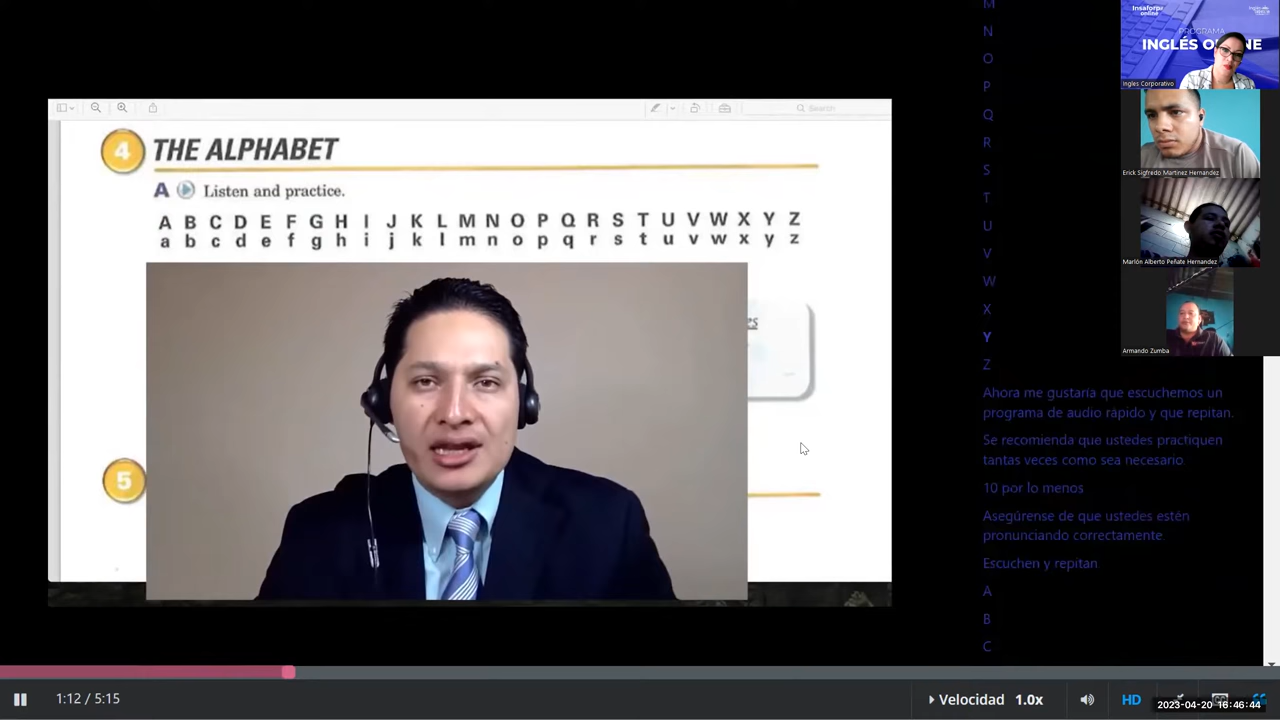 4 THE ALPHABET
A Listen and practice.
A B C D E F G H I J K L M N O P Q R S T U V W X Y Z
a b c d e f g h i j k l m n o p q r s t u v w x y z
5
Search
M
N
O
P
Q
R
S
T
U
V
W
X
Y
Z
Ahora me gustaría que escuchemos un
programa de audio rápido y que repitan.
Se recomienda que ustedes practiquen
tantas veces como sea necesario
10 por lo menos
Asegúrense de que ustedes estén
pronunciando correctamente.
Escuchen y repitan
A
B
C
PROGRAMA
Ingles Corporativo
Erick Sigfredo Martinez Hernandez
Marlón Alberto Peñate Hernandez
Armando Zumba
1:12 / 5:15
Velocidad 1.0x
HD
2023-04-20 16:46:44